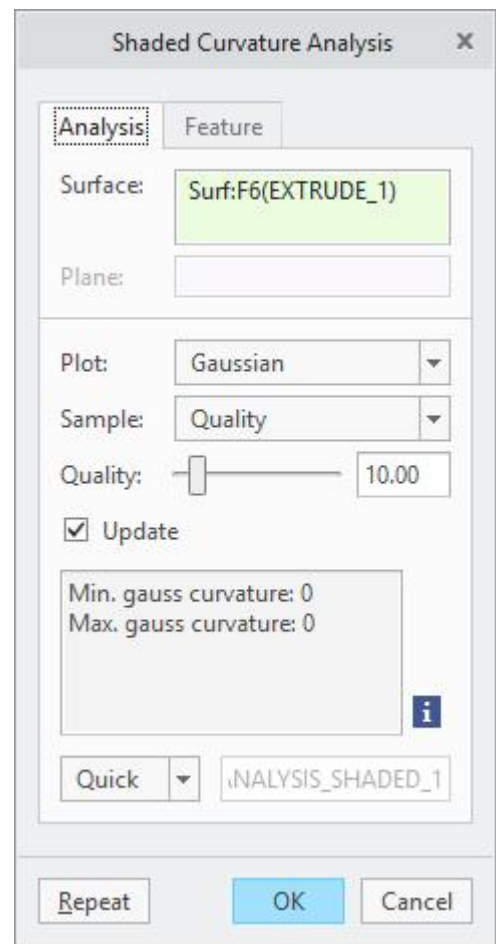 Shaded Curvature Analysis x
Analysis Feature
Surface: Surf:F6(EXTRUDE_1)
Plane:
Plot: Gaussian
Sample: Quality
Quality: 10.00
Update
Min. gauss curvature: 0
Max. gauss curvature: 0
i
Quick NALYSIS_SHADED_1
Repeat OK Cancel